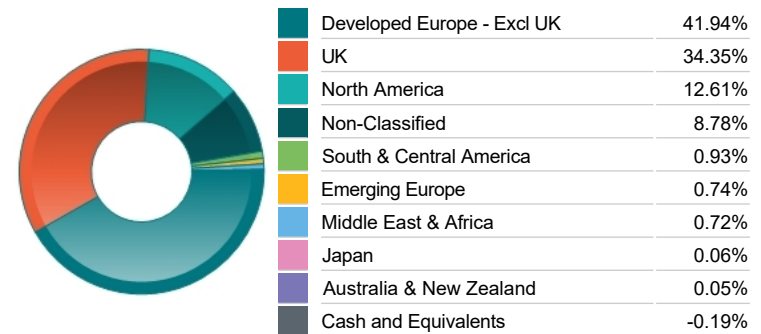 Developed Europe - Excl UK 41.94%
UK 34.35%
North America 12.61%
Non-Classified 8.78%
South & Central America 0.93%
Emerging Europe 0.74%
Middle East & Africa 0.72%
Japan 0.06%
Australia & New Zealand 0.05%
Cash and Equivalents -0.19%